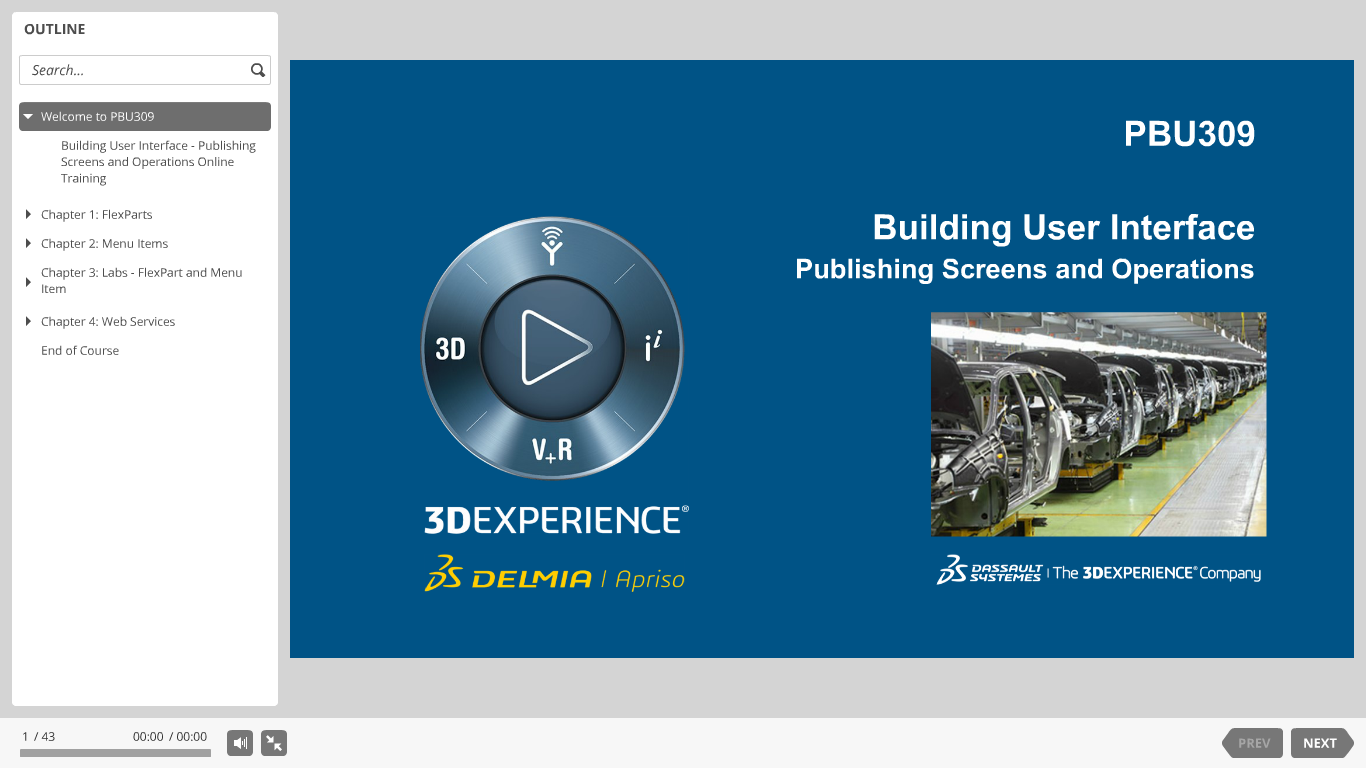 OUTLINE
Search...
Welcome to PBU309
Building User Interface - Publishing
Screens and Operations Online
Training
Chapter 1: FlexParts
Chapter 2: Menu Items
Chapter 3: Labs - FlexPart and Menu
Item
Chapter 4: Web Services
End of Course
PBU309
Building User Interface
Publishing Screens and Operations
3D
i i
V+R
3DEXPERIENCE®
3S DELMIA | Apriso
3S DASSAULT SYSTEMES | The 3DEXPERIENCE® Company
1 / 43
00:00 / 00:00
PREV
NEXT